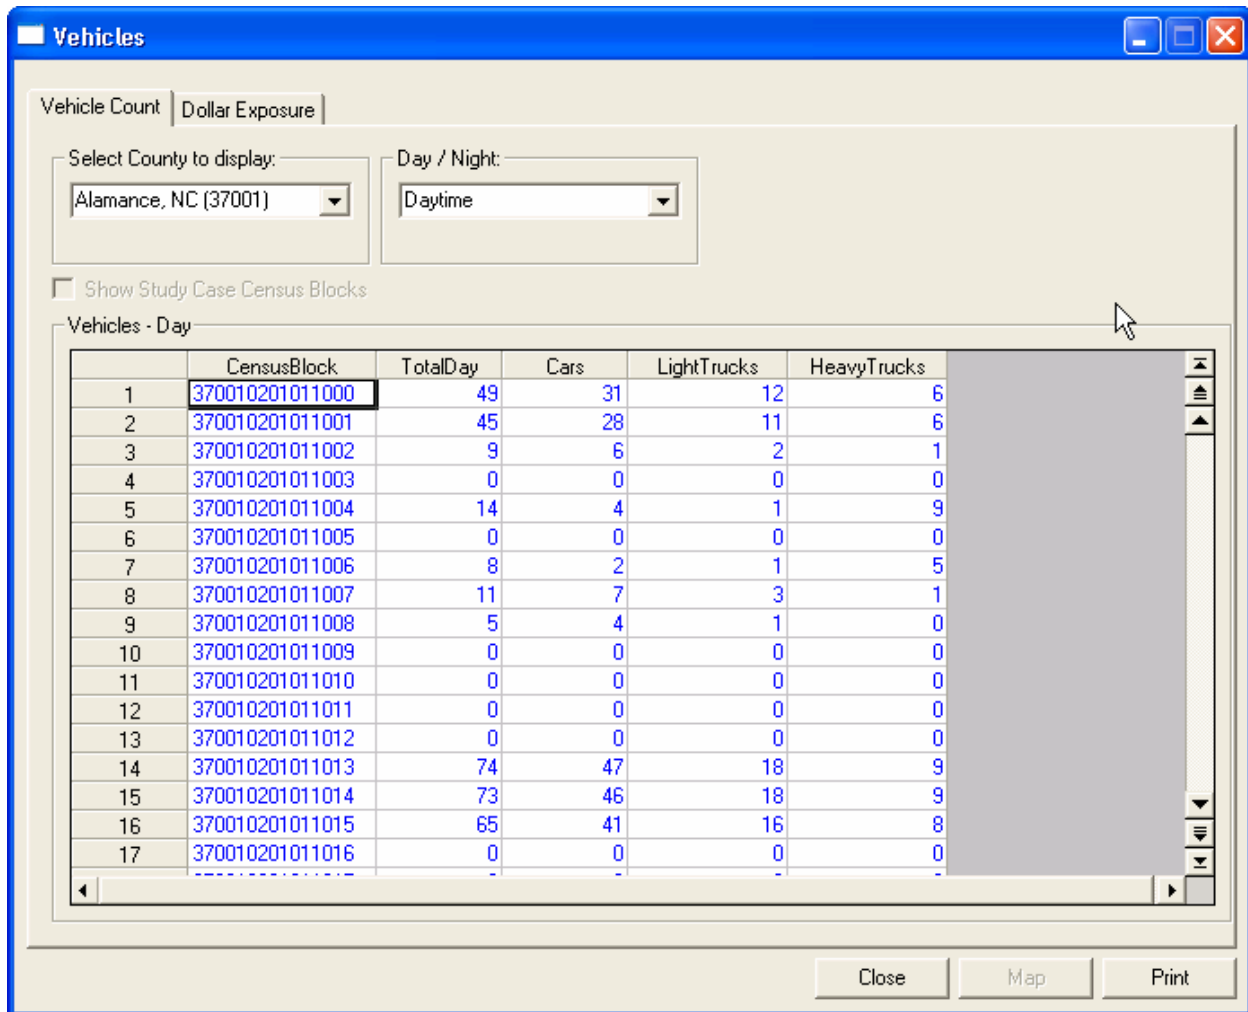 Vehicles
Vehicle Count Dollar Exposure
Select County to display: Day / Night:
Alamance, NC (37001) Daytime
Show Study Case Census Blocks
Vehicles - Day
CensusBlock TotalDay Cars LightTrucks HeavyTrucks
1 370010201011000 49 31 12 6
2 370010201011001 45 28 11 6
3 370010201011002 9 6 2 1
4 370010201011003 0 0 0 0
5 370010201011004 14 4 1 9
6 370010201011005 0 0 0 0
7 370010201011006 8 2 1 5
8 370010201011007 11 7 3 1
9 370010201011008 5 4 1 0
10 370010201011009 0 0 0 0
11 370010201011010 0 0 0 0
12 370010201011011 0 0 0 0
13 370010201011012 0 0 0 0
14 370010201011013 74 47 18 9
15 370010201011014 73 46 18 9
16 370010201011015 65 41 16 8
17 370010201011016 0 0 0 0
Close Map Print